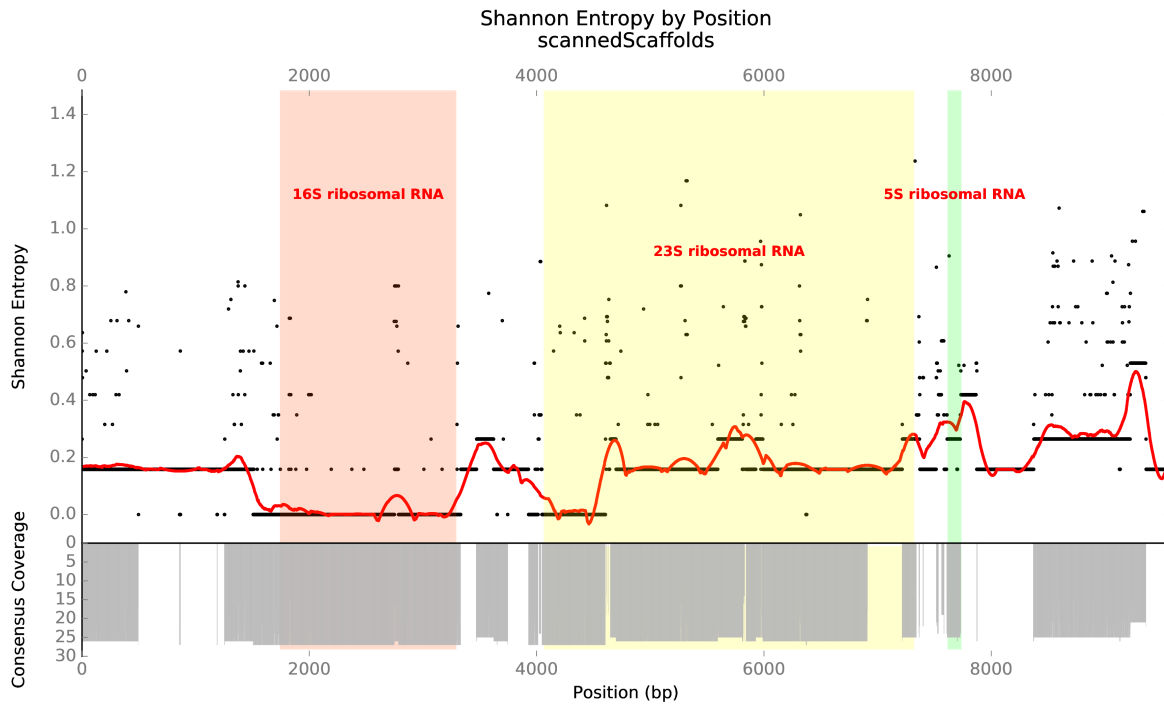 Shannon Entropy by Position
scannedScaffolds
0 2000 4000 6000 8000
1.4
1.2
1.0
0.8
0.6
0.4
0.2
0.0
Shannon Entropy
16S ribosomal RNA
23S ribosomal RNA
5S ribosomal RNA
0
5
10
15
20
25
30
Consensus Coverage
0 2000 4000 6000 8000
Position (bp)